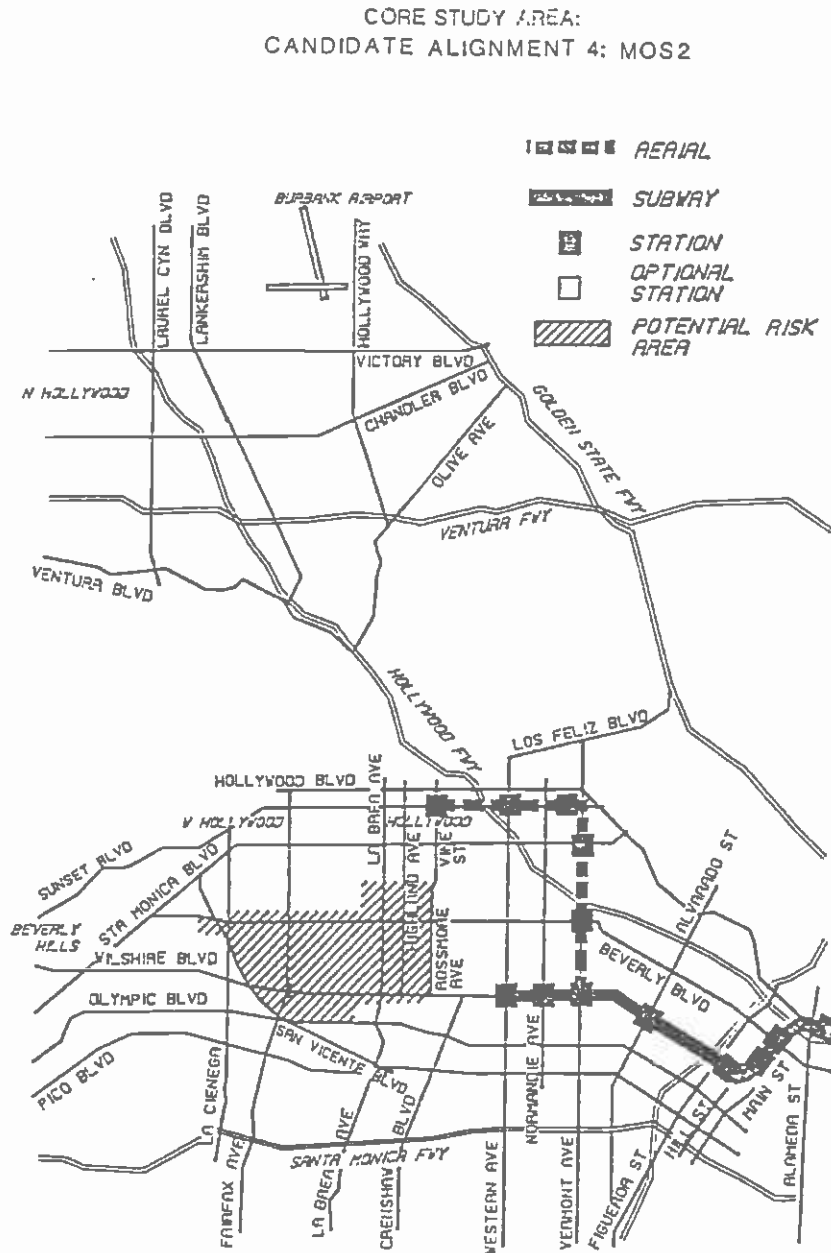 CORE STUDY AREA:
CANDIDATE ALIGNMENT 4: MOS2
AERIAL
SUBWAY
STATION
OPTIONAL
STATION
POTENTIAL RISK
AREA
BURBANK AIRPORT
LAUREL CYN BLVD
LANKERSHIM BLVD
HOLLYWOOD WAY
VICTORY BLVD
N HOLLYWOOD
CHANDLER BLVD
OLIVE AVE
GOLDEN STATE FWY
VENTURA FWY
VENTURA BLVD
HOLLYWOOD FWY
LOS FELIZ BLVD
HOLLYWOOD BLVD
LA BREA AVE
W HOLLYWOOD
HOLLYWOOD
HIGHLAND AVE
VINE
ST
SUNSET BLVD
STA MONICA BLVD
ALVARADO ST
BEVERLY
HILLS
ROSSMORE
AVE
BEVERLY BLVD
WILSHIRE BLVD
OLYMPIC BLVD
SAN VICENTE BLVD
PICO BLVD
NORMANDIE AVE
LA CIENEGA
HILL ST
MAIN ST
ALAMEDA ST
SANTA MONICA FWY
FAIRFAX AVE
LA BREA AVE
CRENSHAW BLVD
WESTERN AVE
VERMONT AVE
FIGUEROA ST